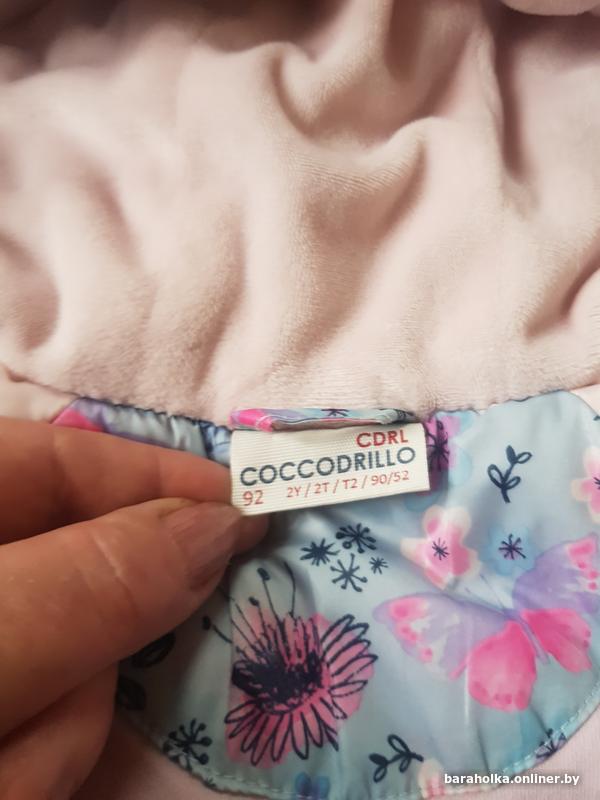 CDRL
COCCODRILLO
92 2Y / 2T / T2 / 90/52
baraholka.onliner.by